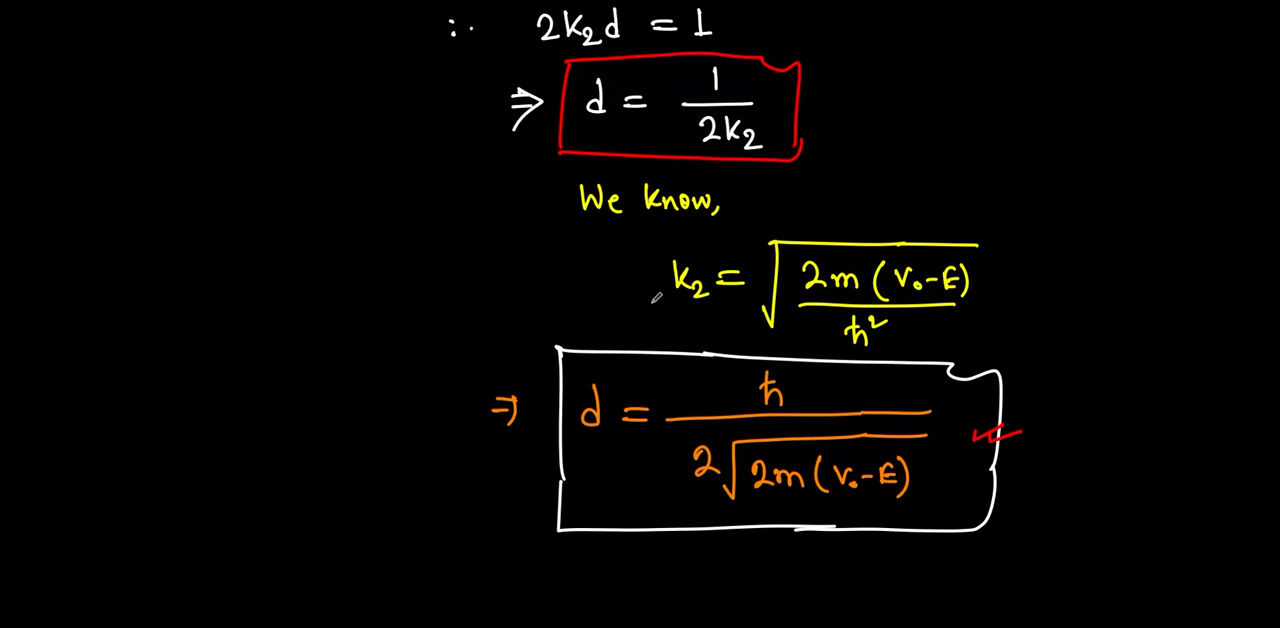 ∴ 2k₂d = 1
⇒ d = 1/2k₂
We know,
k₂ = √(2m(V₀-E)/ħ²)
⇒ d = ħ/2√(2m(V₀-E))